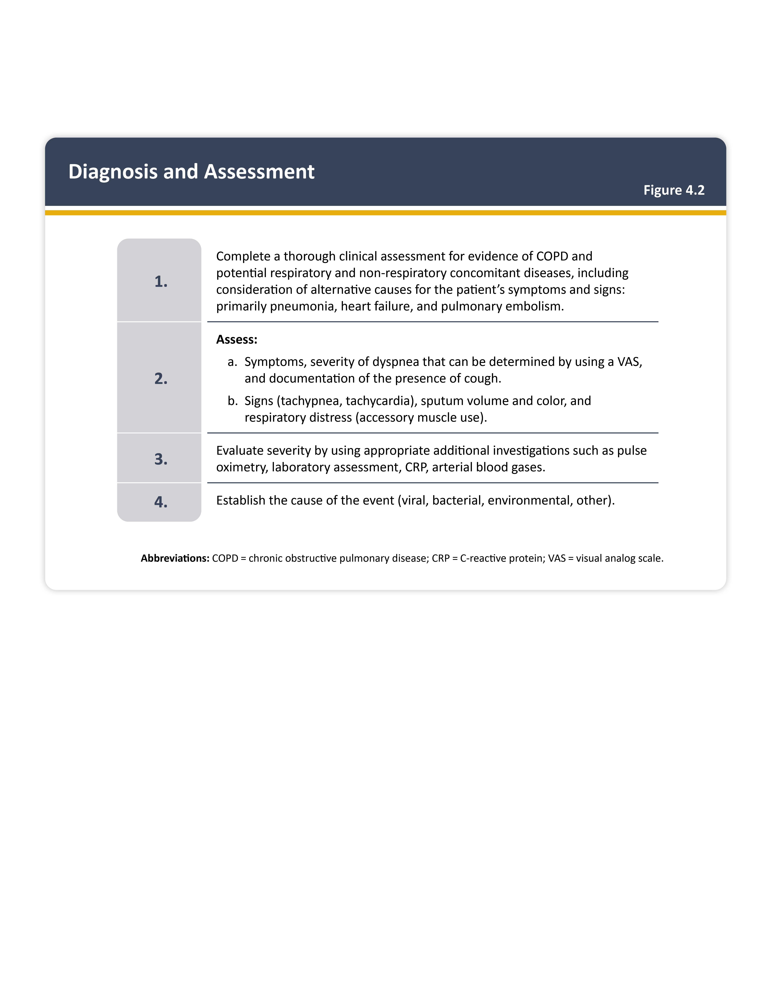 Diagnosis and Assessment
Figure 4.2
1.
Complete a thorough clinical assessment for evidence of COPD and
potential respiratory and non-respiratory concomitant diseases, including
consideration of alternative causes for the patient’s symptoms and signs:
primarily pneumonia, heart failure, and pulmonary embolism.
2.
Assess:
a. Symptoms, severity of dyspnea that can be determined by using a VAS,
and documentation of the presence of cough.
b. Signs (tachypnea, tachycardia), sputum volume and color, and
respiratory distress (accessory muscle use).
3.
Evaluate severity by using appropriate additional investigations such as pulse
oximetry, laboratory assessment, CRP, arterial blood gases.
4.
Establish the cause of the event (viral, bacterial, environmental, other).
Abbreviations: COPD = chronic obstructive pulmonary disease; CRP = C-reactive protein; VAS = visual analog scale.